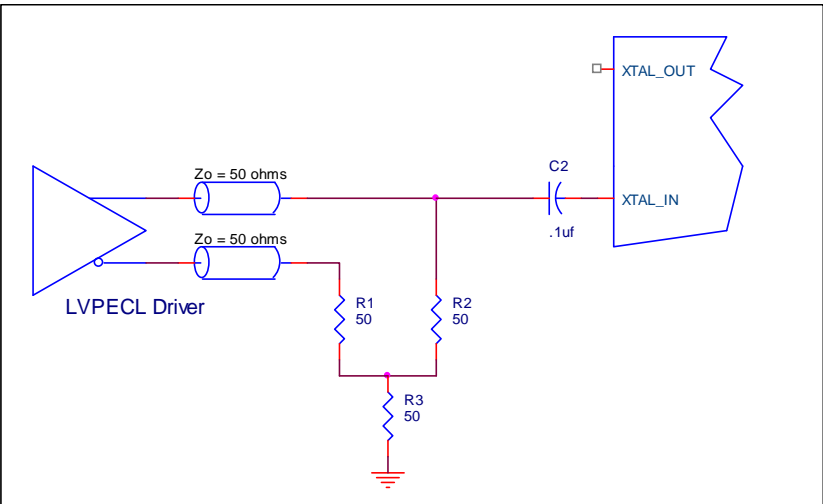 XTAL_OUT
C2
Zo = 50 ohms
XTAL_IN
.1uf
Zo = 50 ohms
LVPECL Driver
R1
50
R2
50
R3
50